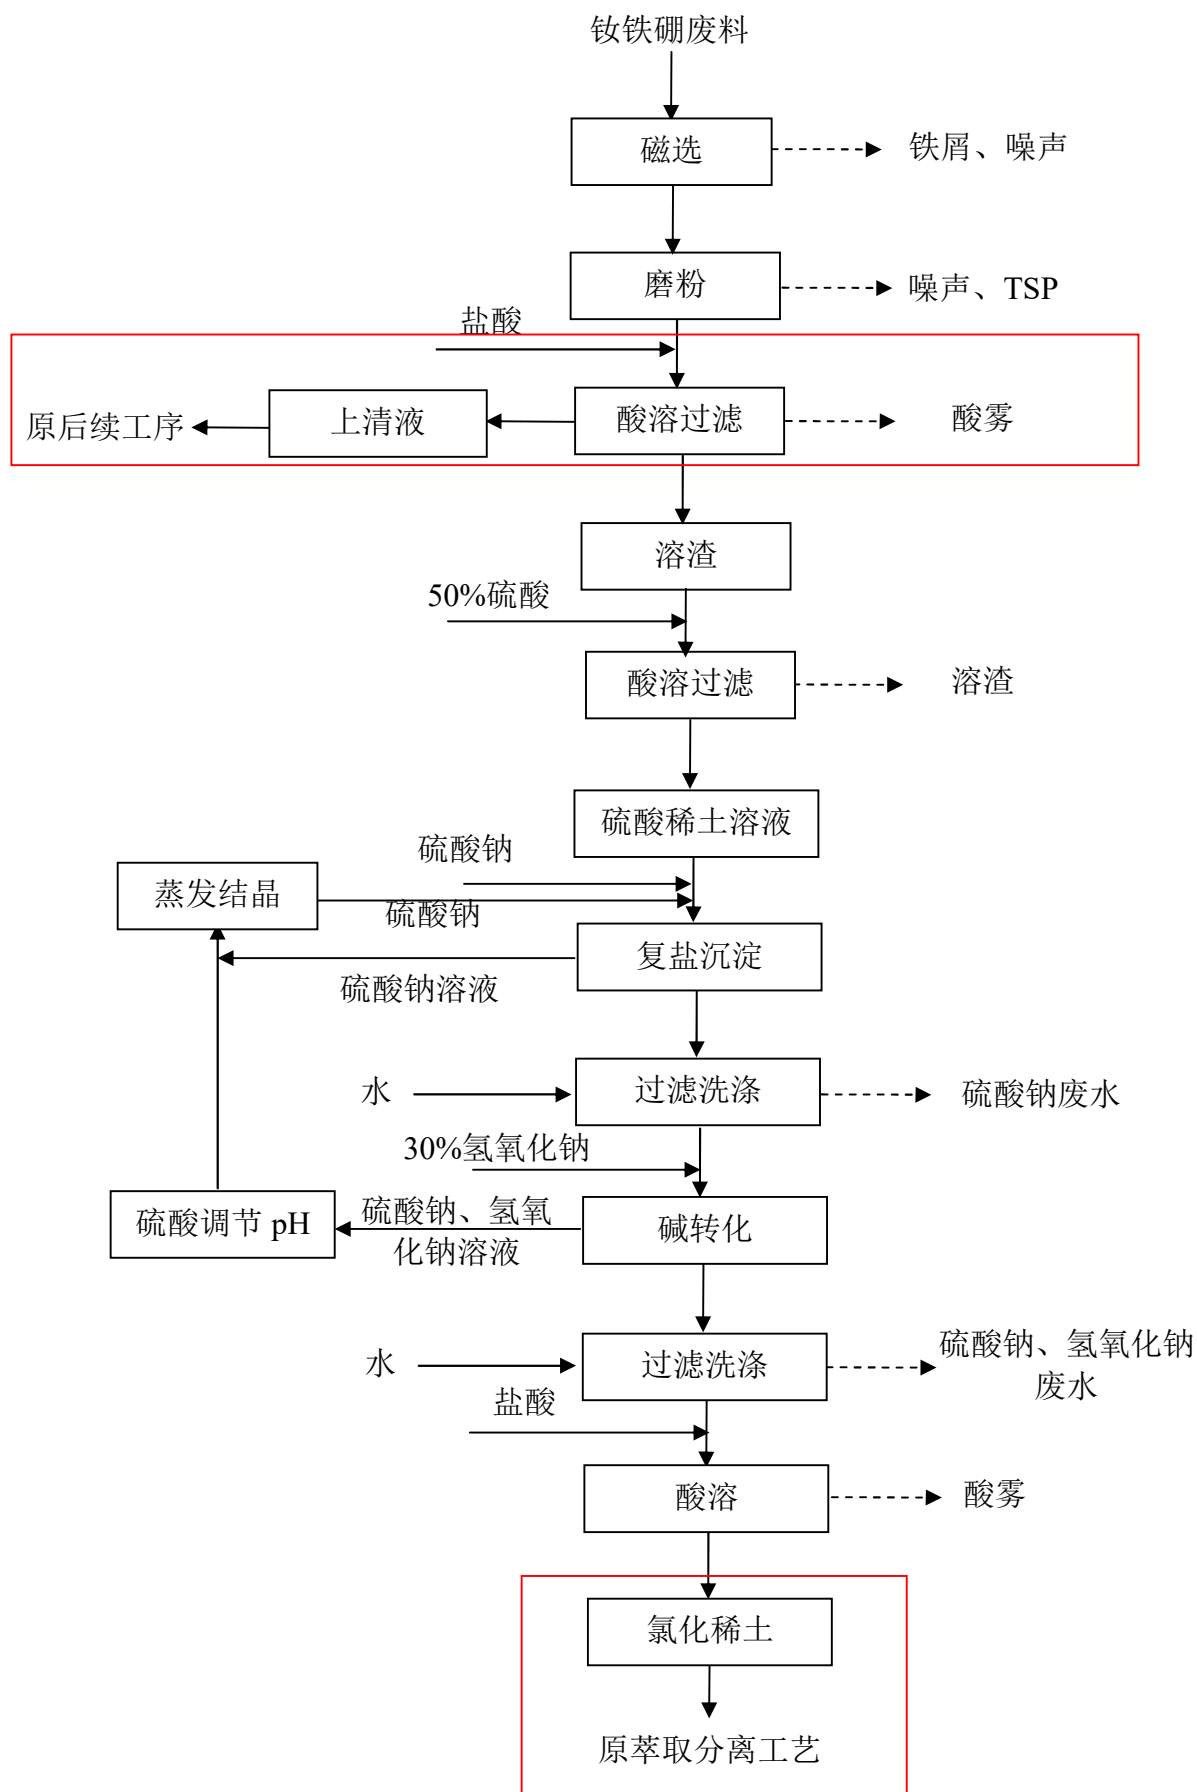 钕铁硼废料
磁选
铁屑、噪声
磨粉
噪声、TSP
盐酸
原后续工序
上清液
酸溶过滤
酸雾
溶渣
50%硫酸
酸溶过滤
溶渣
硫酸稀土溶液
硫酸钠
蒸发结晶
硫酸钠
复盐沉淀
硫酸钠溶液
水
过滤洗涤
硫酸钠废水
30%氢氧化钠
硫酸调节 pH
硫酸钠、氢氧
化钠溶液
碱转化
水
过滤洗涤
硫酸钠、氢氧化钠
废水
盐酸
酸溶
酸雾
氯化稀土
原萃取分离工艺